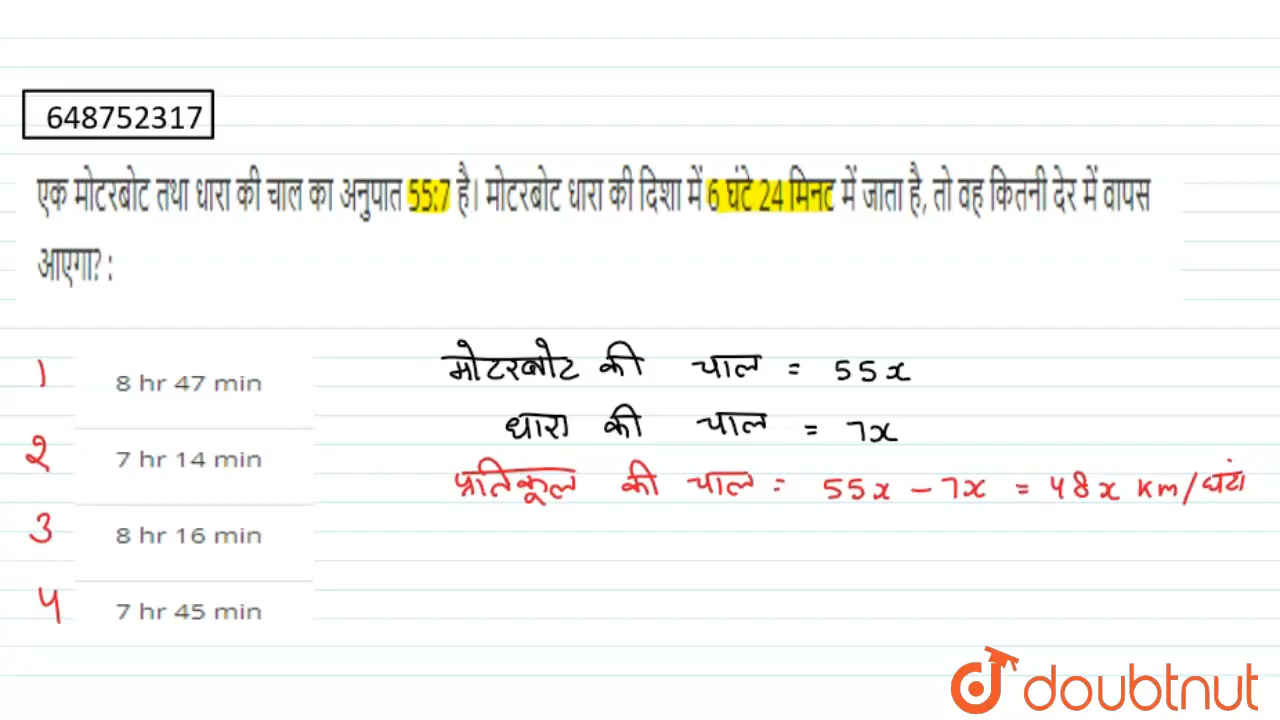 648752317
एक मोटरबोट तथा धारा की चाल का अनुपात 55:7 है। मोटरबोट धारा की दिशा में 6 घंटे 24 मिनट में जाता है, तो वह कितनी देर में वापस
आएगा? :
1 8 hr 47 min
2 7 hr 14 min
3 8 hr 16 min
4 7 hr 45 min
मोटरबोट की चाल = 55x
धारा की चाल = 7x
प्रतिकूल की चाल = 55x - 7x = 48x Km/घंटा
doubtnut